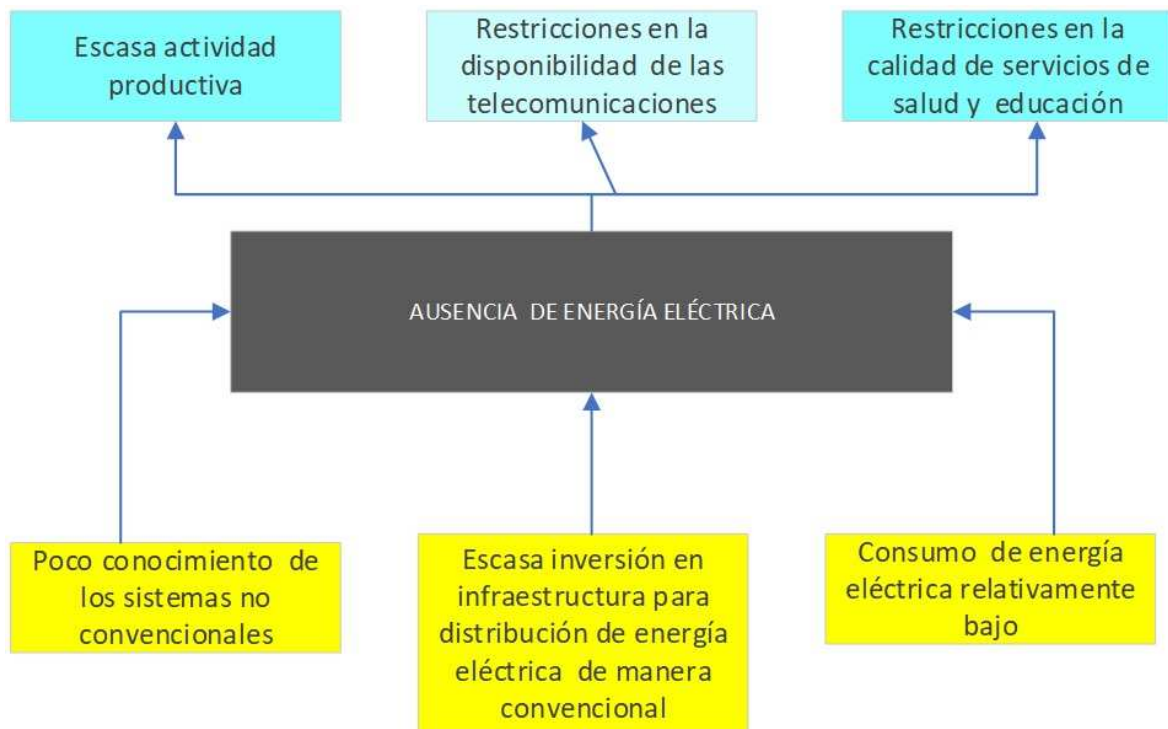 Escasa actividad
productiva
Restricciones en la
disponibilidad de las
telecomunicaciones
Restricciones en la
calidad de servicios de
salud y educación
AUSENCIA DE ENERGÍA ELÉCTRICA
Poco conocimiento de
los sistemas no
convencionales
Escasa inversión en
infraestructura para
distribución de energía
eléctrica de manera
convencional
Consumo de energía
eléctrica relativamente
bajo